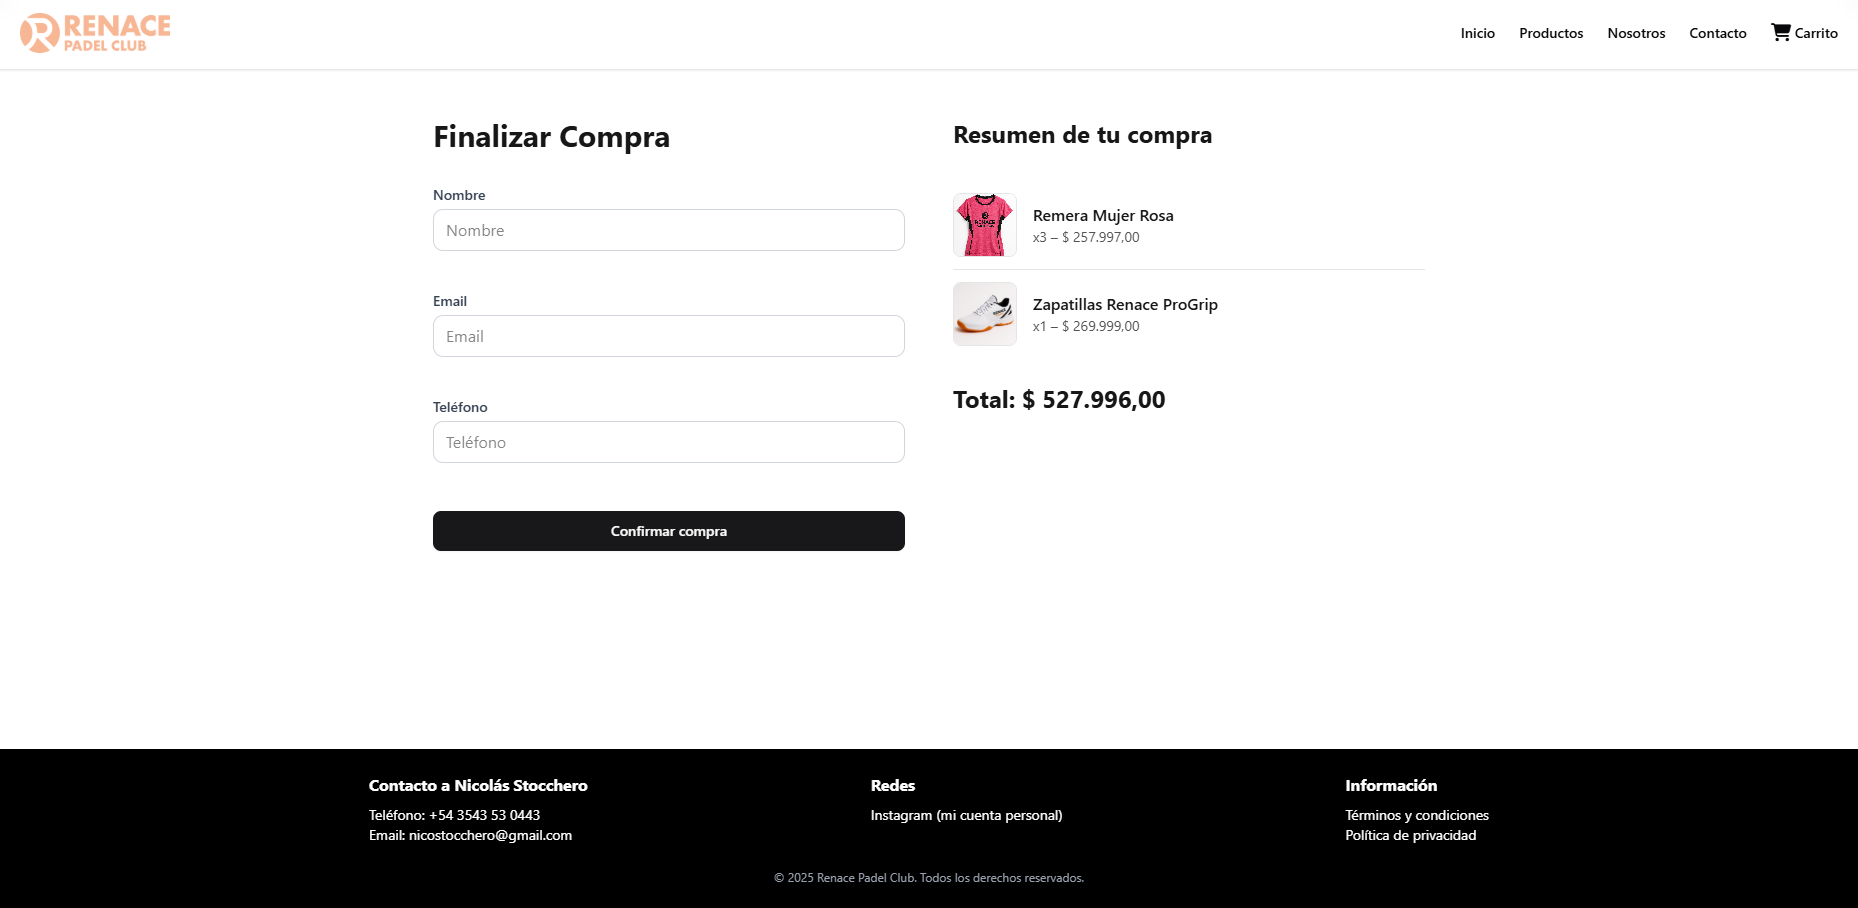 RENACE
PADEL CLUB
Inicio
Productos
Nosotros
Contacto
Carrito
Finalizar Compra
Nombre
Nombre
Email
Email
Teléfono
Teléfono
Confirmar compra
Resumen de tu compra
RENACE
Remera Mujer Rosa
x3 – $ 257.997,00
Zapatillas Renace ProGrip
x1 – $ 269.999,00
Total: $ 527.996,00
Contacto a Nicolás Stocchero
Teléfono: +54 3543 53 0443
Email: nicostocchero@gmail.com
Redes
Instagram (mi cuenta personal)
Información
Términos y condiciones
Política de privacidad
© 2025 Renace Padel Club. Todos los derechos reservados.